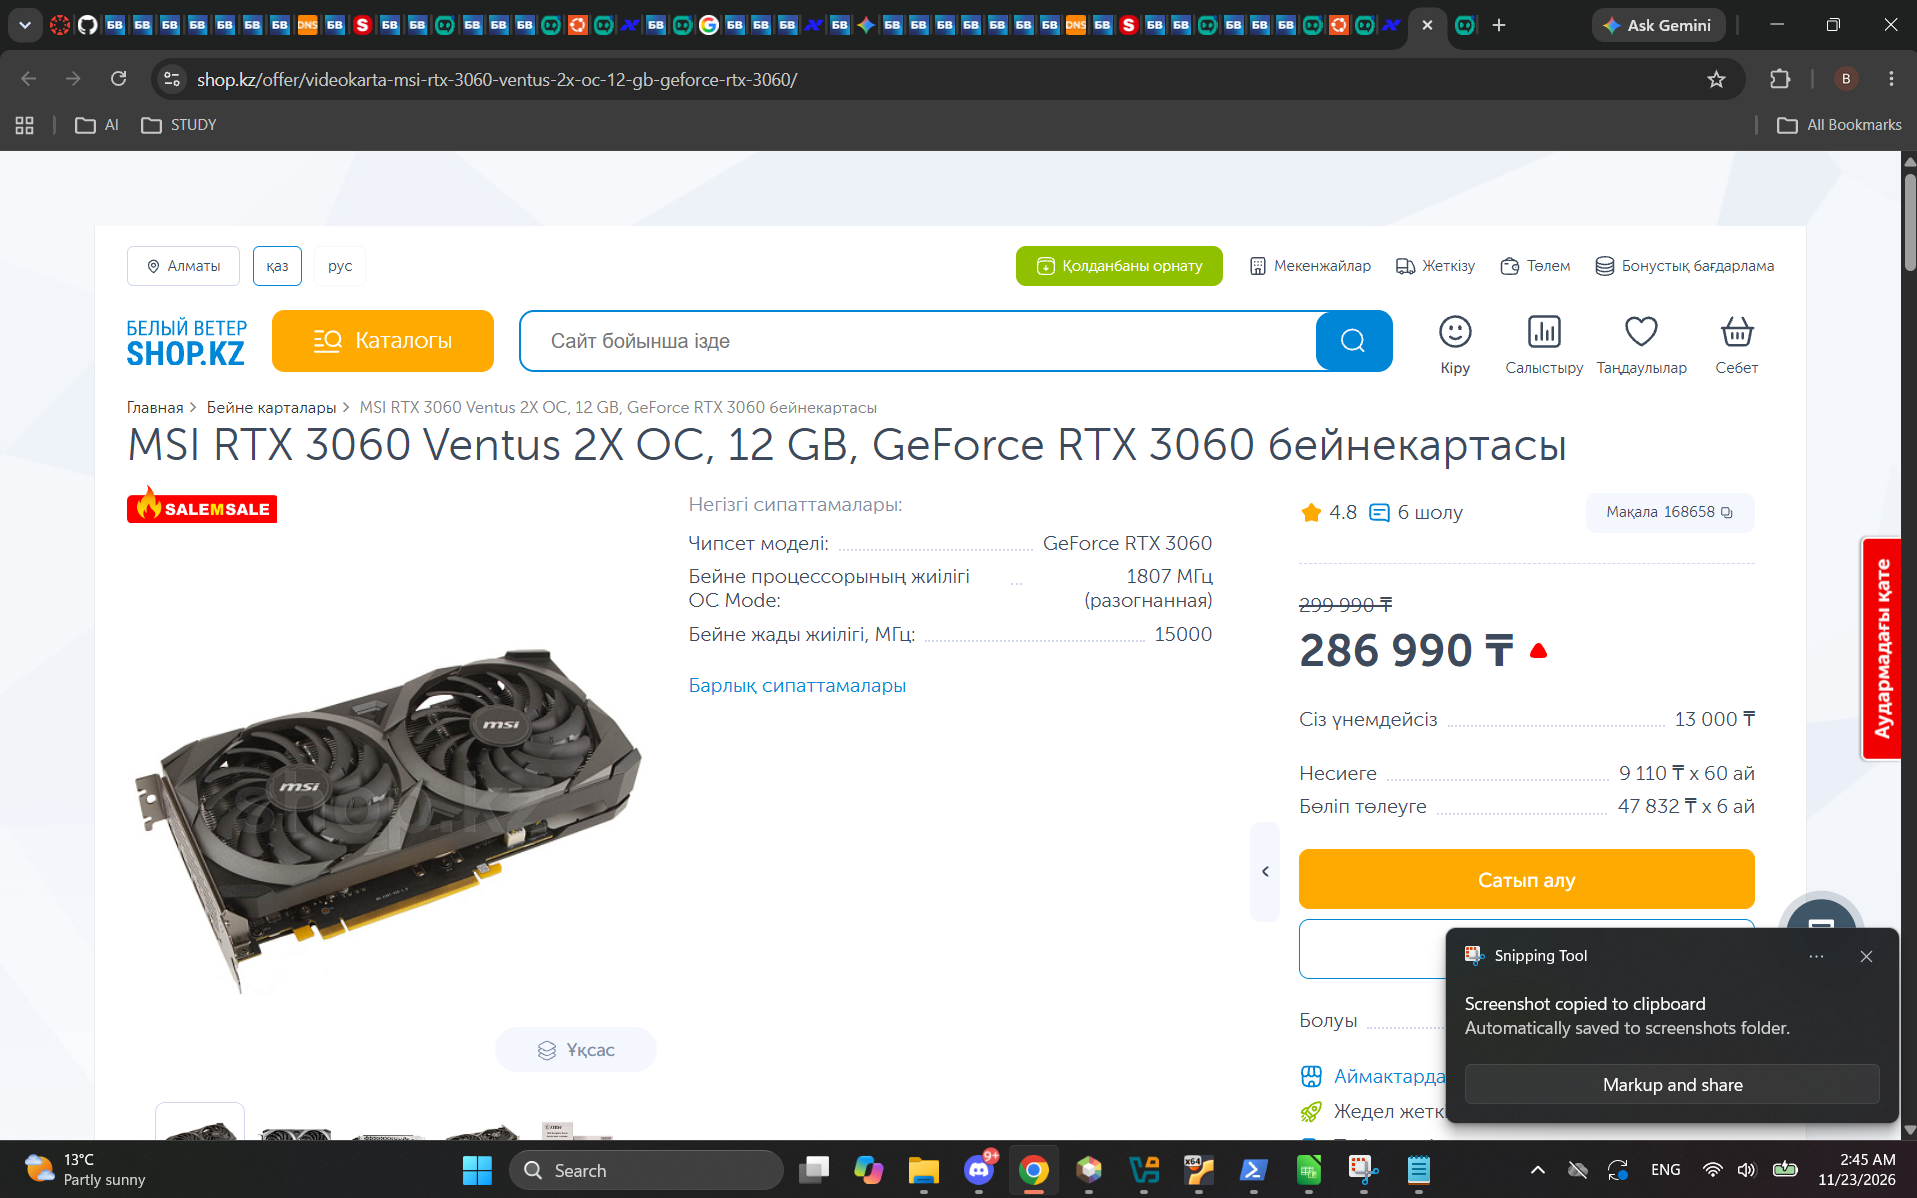 Ask Gemini
shop.kz/offer/videokarta-msi-rtx-3060-ventus-2x-oc-12-gb-geforce-rtx-3060/
B
AI
STUDY
All Bookmarks
Алматы
қаз
рус
Қолданбаны орнату
Мекенжайлар
Жеткізу
Төлем
Бонустық бағдарлама
БЕЛЫЙ ВЕТЕР
SHOP.KZ
Каталогы
Сайт бойынша ізде
Кіру
Салыстыру
Таңдаулылар
Себет
Главная > Бейне карталары > MSI RTX 3060 Ventus 2X OC, 12 GB, GeForce RTX 3060 бейнекартасы
MSI RTX 3060 Ventus 2X OC, 12 GB, GeForce RTX 3060 бейнекартасы
SALEMSALE
Негізгі сипаттамалары:
Чипсет моделі: GeForce RTX 3060
Бейне процессорының жиілігі OC Mode: 1807 МГц (разогнанная)
Бейне жады жиілігі, МГц: 15000
Барлық сипаттамалары
4.8
6 шолу
Мақала 168658
299 990 ₸
286 990 ₸
Сіз үнемдейсіз 13 000 ₸
Несиеге 9 110 ₸ x 60 ай
Бөліп төлеуге 47 832 ₸ x 6 ай
Сатып алу
Аудармадағы қате
msi
msi
shop.kz
Ұқсас
Болуы
Аймақтарда
Жедел жетк
Snipping Tool
Screenshot copied to clipboard
Automatically saved to screenshots folder.
Markup and share
13°C
Partly sunny
Search
9+
X64
ENG
2:45 AM
11/23/2026